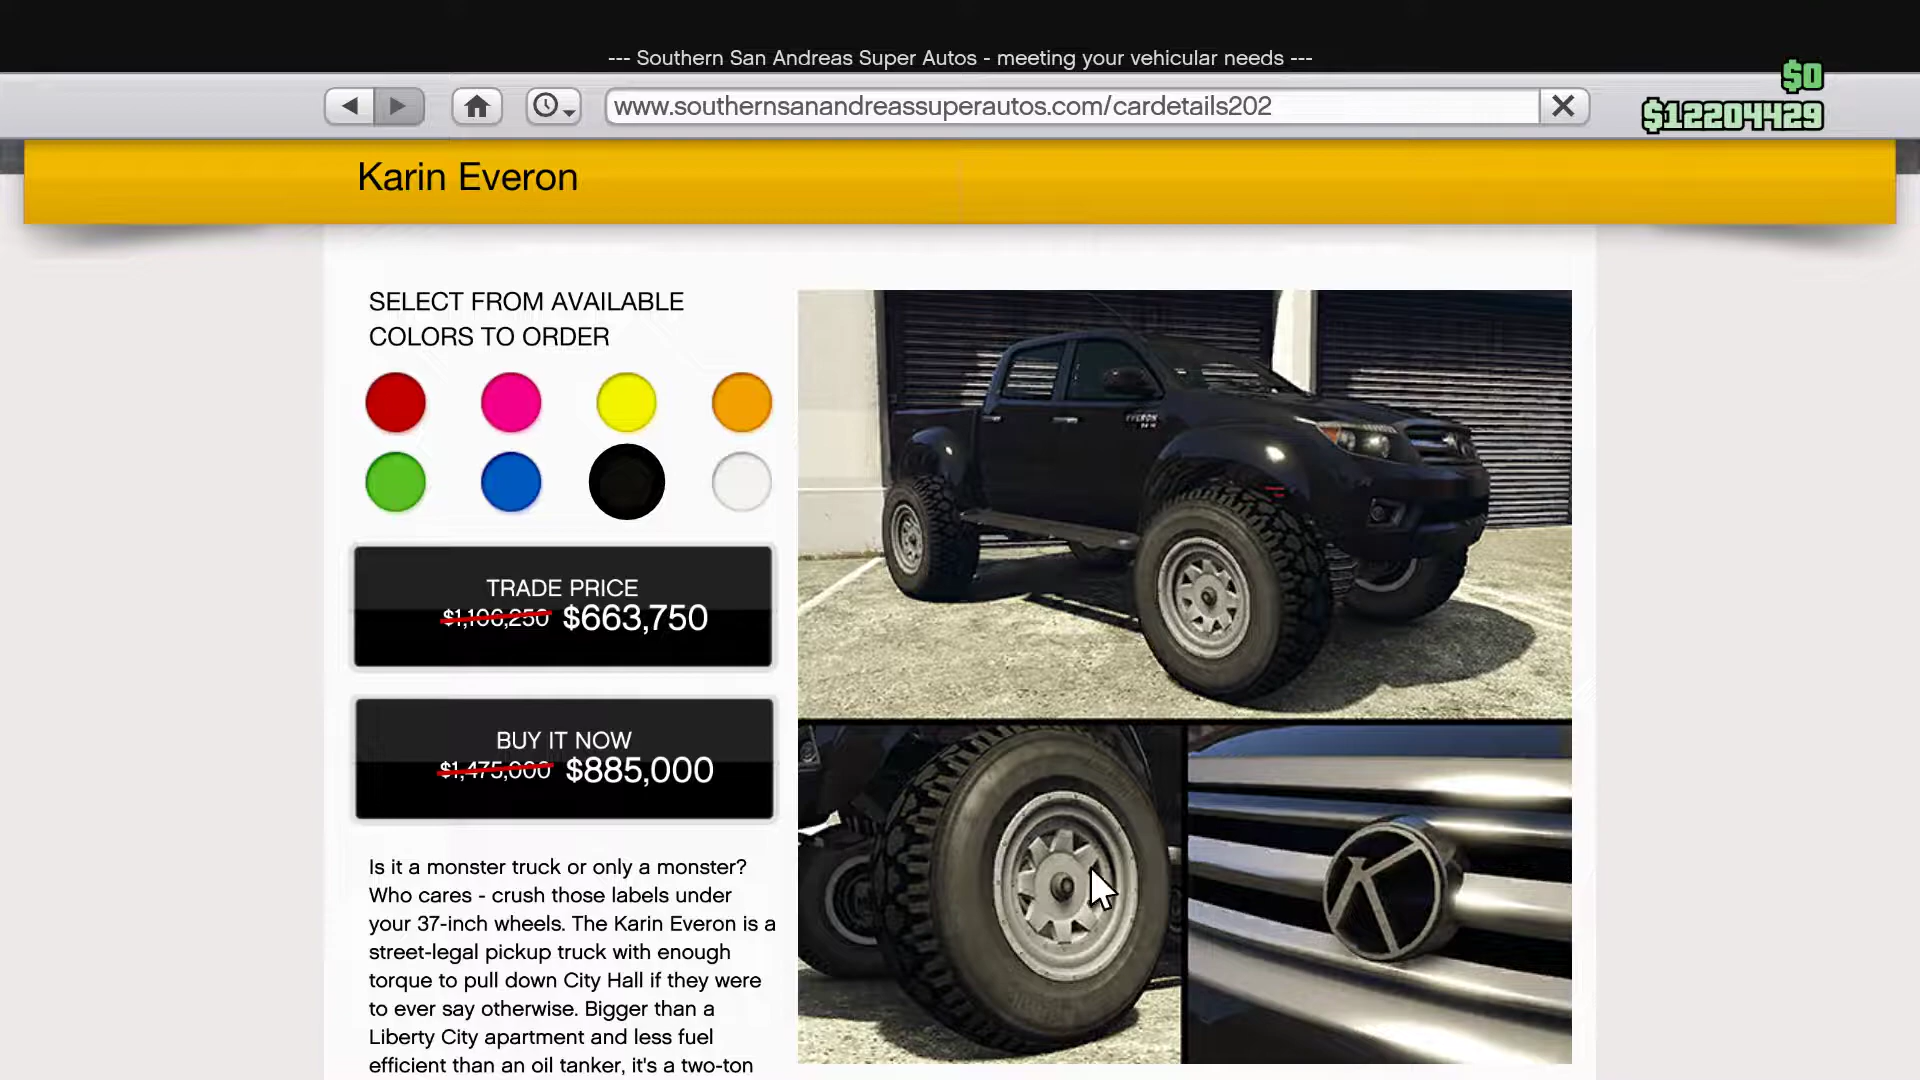 --- Southern San Andreas Super Autos - meeting your vehicular needs ---
$0
www.southernsanandreassuperautos.com/cardetails202
$12204429
Karin Everon
SELECT FROM AVAILABLE
COLORS TO ORDER
TRADE PRICE
$1,106,250 $663,750
BUY IT NOW
$1,475,000 $885,000
Is it a monster truck or only a monster?
Who cares - crush those labels under
your 37-inch wheels. The Karin Everon is a
street-legal pickup truck with enough
torque to pull down City Hall if they were
to ever say otherwise. Bigger than a
Liberty City apartment and less fuel
efficient than an oil tanker, it's a two-ton
EVERON
K